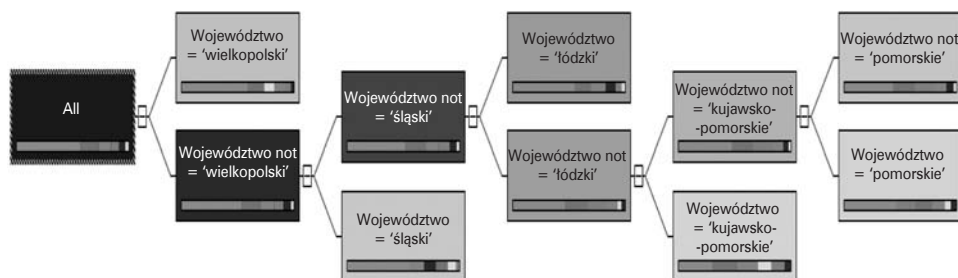 All
Województwo
= ‘wielkopolski’
Województwo not
= ‘wielkopolski’
Województwo not
= ‘śląski’
Województwo
= ‘śląski’
Województwo
= ‘łódzki’
Województwo not
= ‘łódzki’
Województwo not
= ‘kujawsko-
-pomorskie’
Województwo
= ‘kujawsko-
-pomorskie’
Województwo not
= ‘pomorskie’
Województwo
= ‘pomorskie’